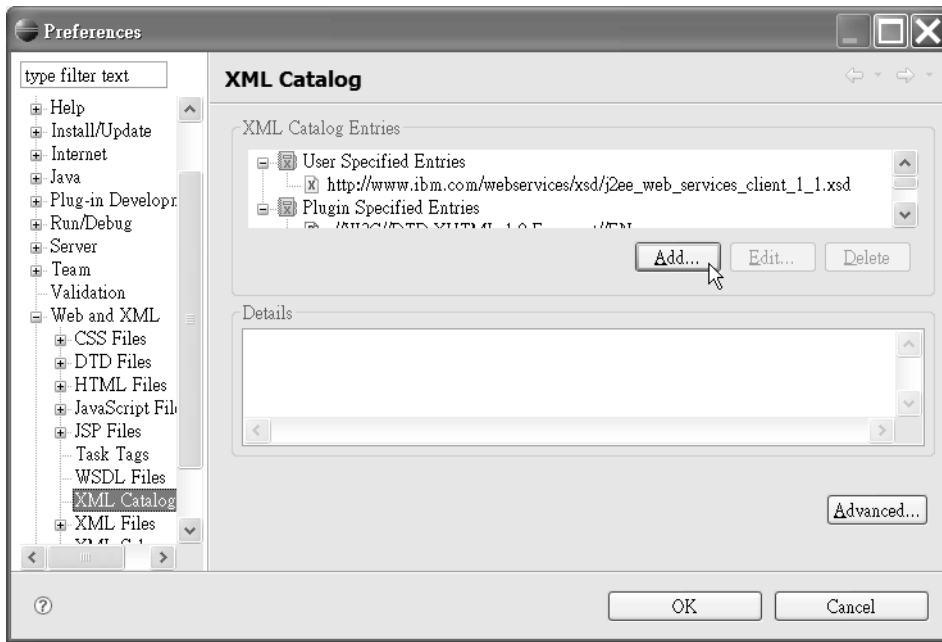 Preferences
type filter text
Help
Install/Update
Internet
Java
Plug-in Developr
Run/Debug
Server
Team
Validation
Web and XML
CSS Files
DTD Files
HTML Files
JavaScript Fil
JSP Files
Task Tags
WSDL Files
XML Catalog
XML Files
XML Catalog
XML Catalog Entries
User Specified Entries
http://www.ibm.com/webservices/xsd/j2ee_web_services_client_1_1.xsd
Plugin Specified Entries
Add...
Edit...
Delete
Details
Advanced...
OK
Cancel